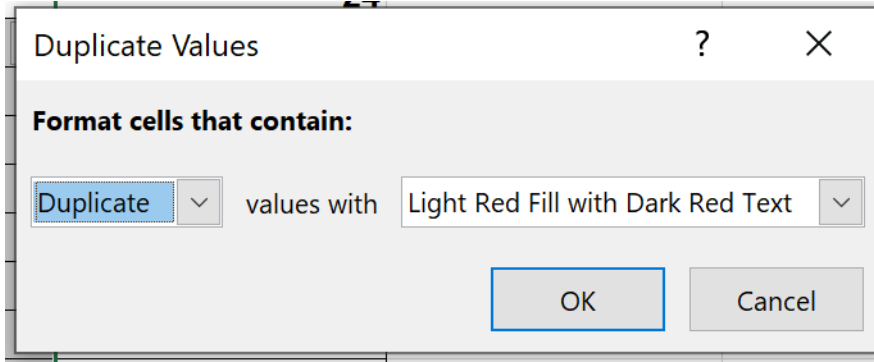 Duplicate Values ? ×
Format cells that contain:
Duplicate values with Light Red Fill with Dark Red Text
OK Cancel